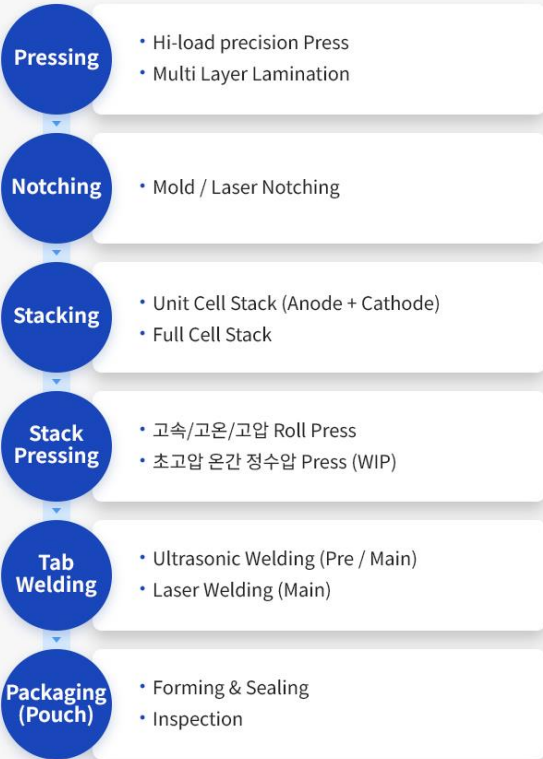 Pressing
• Hi-load precision Press
• Multi Layer Lamination
Notching
• Mold / Laser Notching
Stacking
• Unit Cell Stack (Anode + Cathode)
• Full Cell Stack
Stack
Pressing
• 고속/고온/고압 Roll Press
• 초고압 온간 정수압 Press (WIP)
Tab
Welding
• Ultrasonic Welding (Pre / Main)
• Laser Welding (Main)
Packaging
(Pouch)
• Forming & Sealing
• Inspection